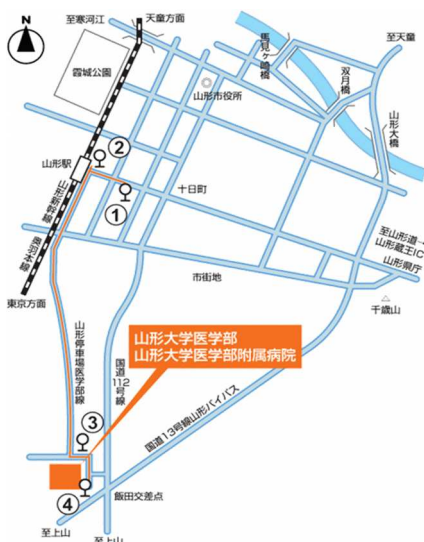 N
至寒河江
天童方面
至天童
馬見ヶ崎橋
双月橋
霞城公園
山形市役所
山形大橋
山形駅
②
①
十日町
山形新幹線
奥羽本線
至山形道→
山形蔵王IC
山形県庁
市街地
千歳山
東京方面
山形大学医学部
山形大学医学部附属病院
山形停車場医学部線
国道112号線
国道13号線山形バイパス
③
④
飯田交差点
至上山
至上山